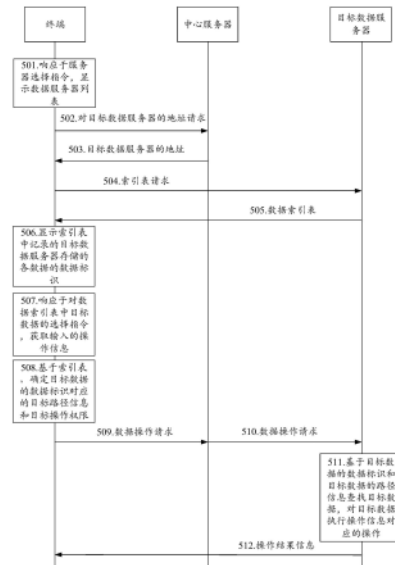 终端
中心服务器
目标数据服
务器
501.响应于服务
器选择指令，显
示数据服务器列
表
502.对目标数据服务器的地址请求
503.目标数据服务器的地址
504.索引表请求
505.数据索引表
506.显示索引表
中记录的目标数
据服务器存储的
各数据的数据标
识
507.响应于对数
据索引表中目标
数据的选择指令
，获取输入的操
作信息
508.基于索引表
，确定目标数据
的数据标识对应
的目标路径信息
和目标操作权限
509.数据操作请求
510.数据操作请求
511.基于目标数
据的数据标识和
目标数据的路径
信息查找目标数
据，对目标数据
执行操作信息对
应的操作
512.操作结果信息